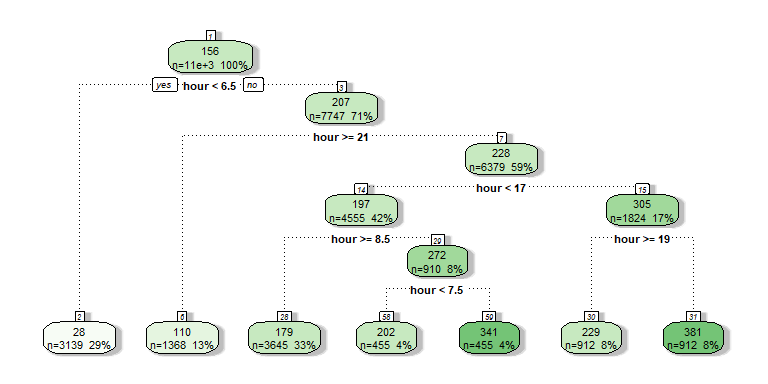 1
156
n=11e+3 100%
yes hour < 6.5 no
3
207
n=7747 71%
hour >= 21
7
228
n=6379 59%
hour < 17
14
197
n=4555 42%
15
305
n=1824 17%
hour >= 8.5
hour >= 19
29
272
n=910 8%
hour < 7.5
2
28
n=3139 29%
6
110
n=1368 13%
28
179
n=3645 33%
58
202
n=455 4%
59
341
n=455 4%
30
229
n=912 8%
31
381
n=912 8%